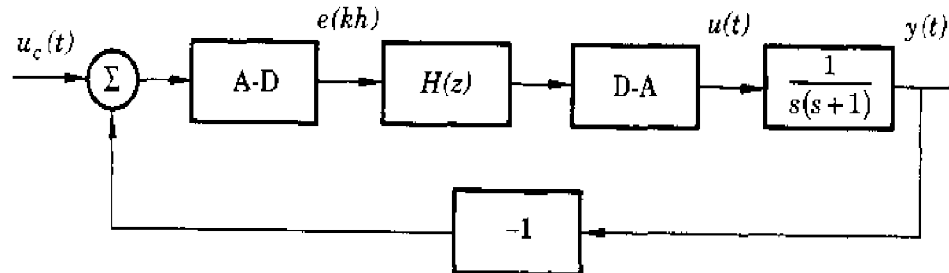 e(kh)
u(t)
y(t)
u_c(t)
Σ
A-D
H(z)
D-A
1
s(s+1)
–1